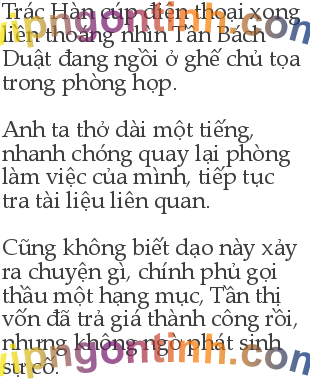 Trác Hàn cúp điện thoại xong
liền thoáng nhìn Tần Bách
Duật đang ngồi ở ghế chủ tọa
trong phòng họp.
Anh ta thở dài một tiếng,
nhanh chóng quay lại phòng
làm việc của mình, tiếp tục
tra tài liệu liên quan.
Cũng không biết dạo này xảy
ra chuyện gì, chính phủ gọi
thầu một hạng mục, Tần thị
vốn đã trả giá thành công rồi,
nhưng không ngờ phát sinh
sự cố.
vipngontinh.com
vipngontinh.com